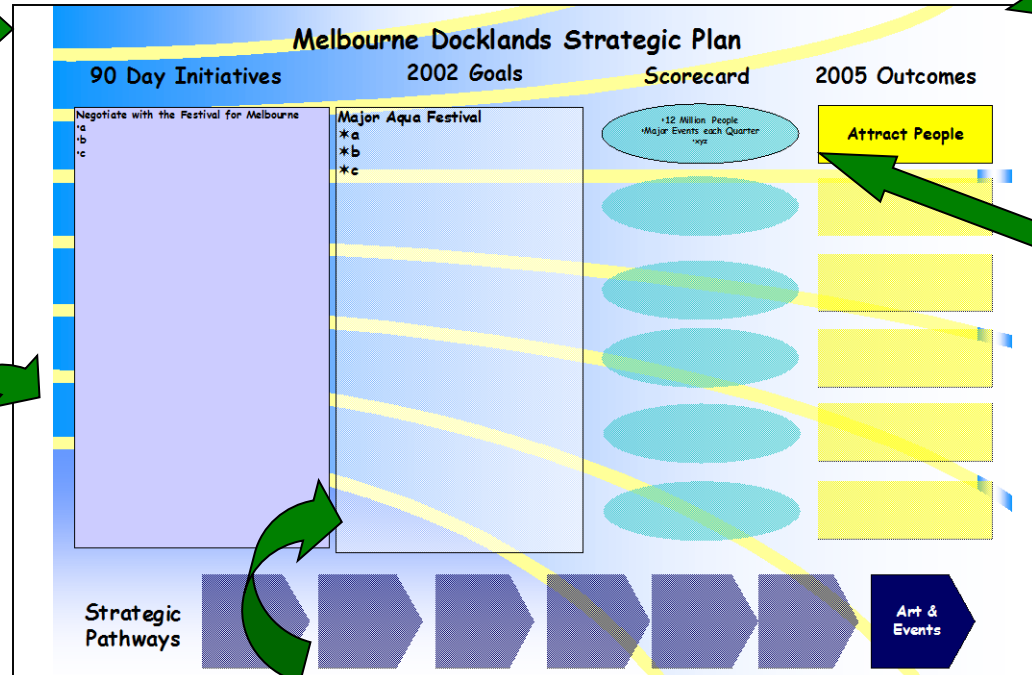 Melbourne Docklands Strategic Plan
90 Day Initiatives
2002 Goals
Scorecard
2005 Outcomes
Negotiate with the Festival for Melbourne
•a
•b
•c
Major Aqua Festival
✶a
✶b
✶c
•12 Million People
•Major Events each Quarter
•xyz
Attract People
Strategic
Pathways
Art &
Events